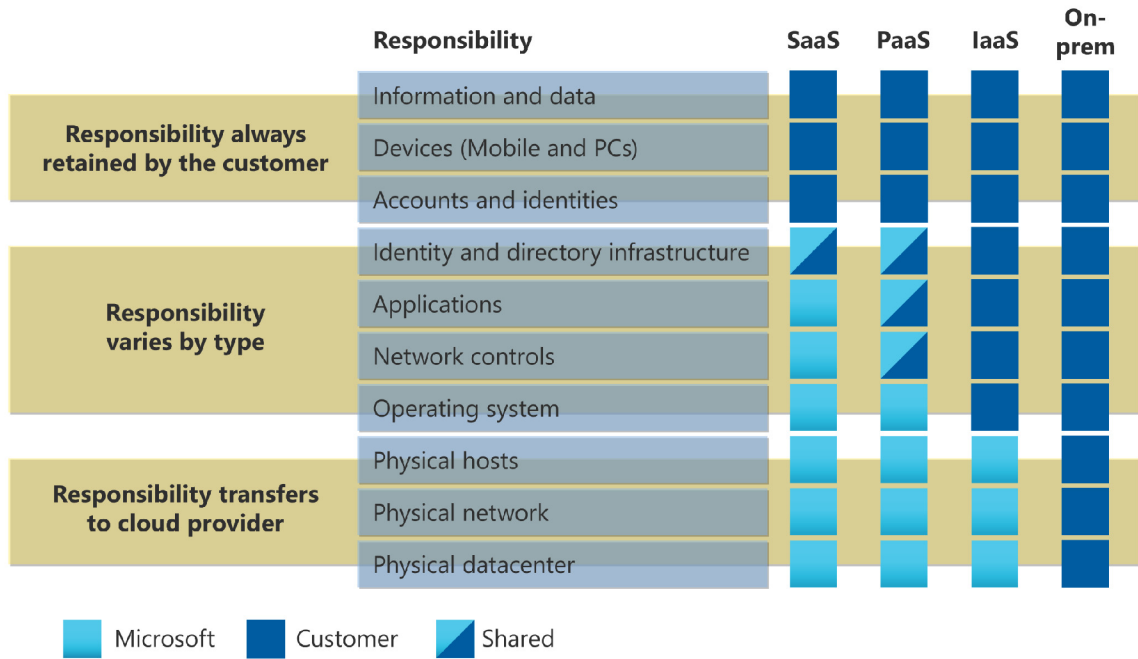 Responsibility SaaS PaaS IaaS On-
prem
Responsibility always
retained by the customer
Information and data
Devices (Mobile and PCs)
Accounts and identities
Responsibility
varies by type
Identity and directory infrastructure
Applications
Network controls
Operating system
Responsibility transfers
to cloud provider
Physical hosts
Physical network
Physical datacenter
Microsoft Customer Shared